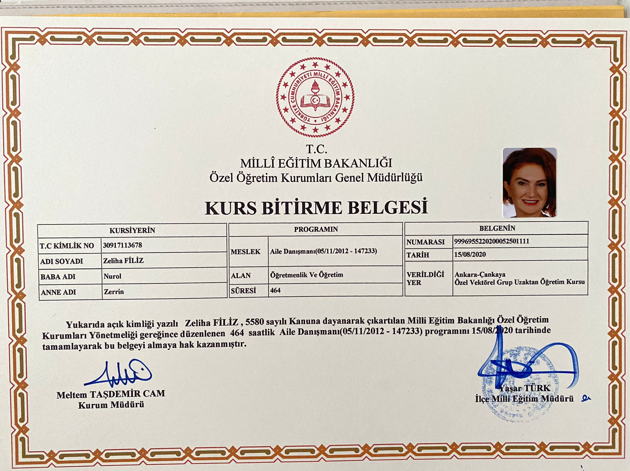 T.C.
MİLLÎ EĞİTİM BAKANLIĞI
Özel Öğretim Kurumları Genel Müdürlüğü
KURS BİTİRME BELGESİ
KURSİYERİN
T.C KİMLİK NO 30917113678
ADI SOYADI Zeliha FİLİZ
BABA ADI Nurol
ANNE ADI Zerrin
PROGRAMIN
MESLEK Aile Danışmanı(05/11/2012 - 147233)
ALAN Öğretmenlik Ve Öğretim
SÜRESİ 464
BELGENİN
NUMARASI 9996955220200052501111
TARİH 15/08/2020
VERİLDİĞİ YER Ankara-Çankaya
Özel Vektörel Grup Uzaktan Öğretim Kursu
Yukarıda açık kimliği yazılı Zeliha FİLİZ , 5580 sayılı Kanuna dayanarak çıkartılan Milli Eğitim Bakanlığı Özel Öğretim
Kurumları Yönetmeliği gereğince düzenlenen 464 saatlik Aile Danışmanı(05/11/2012 - 147233) programını 15/08/2020 tarihinde
tamamlayarak bu belgeyi almaya hak kazanmıştır.
Meltem TAŞDEMİR CAM
Kurum Müdürü
Yaşar TÜRK
İlçe Milli Eğitim Müdürü